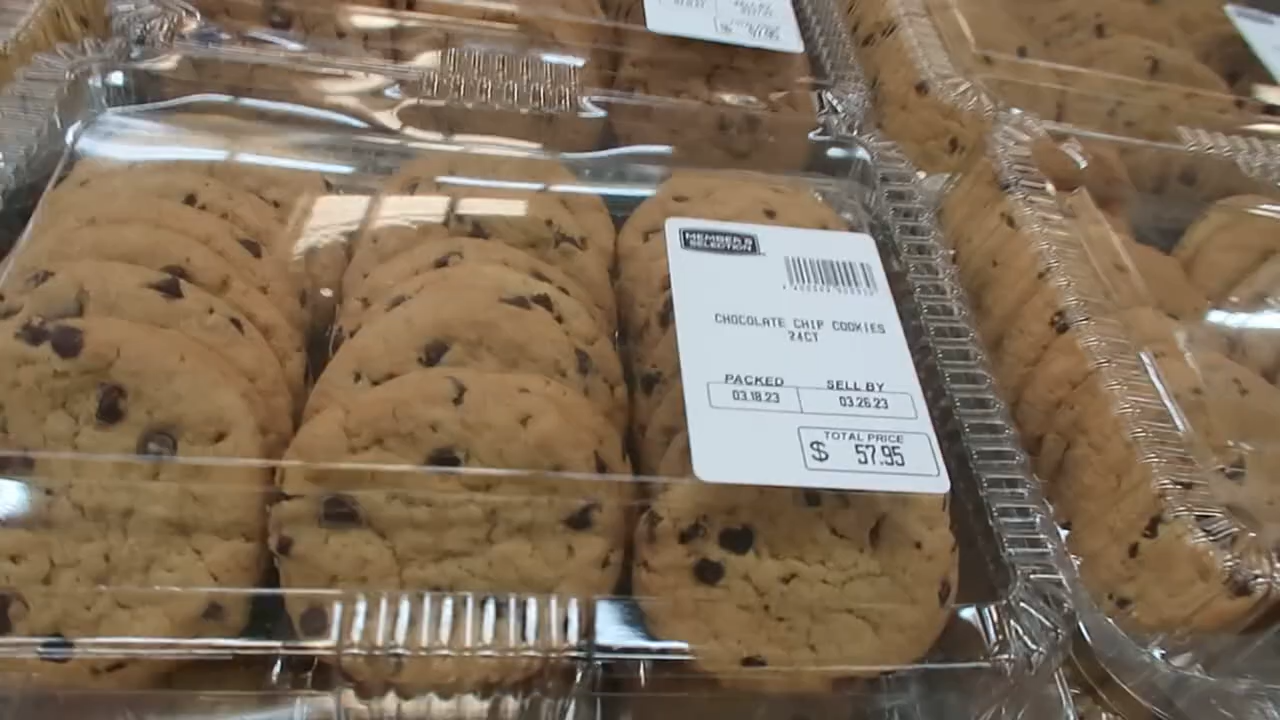 MEMBER'S
SELECTION
CHOCOLATE CHIP COOKIES
24CT
PACKED
SELL BY
03.18.23
03.26.23
TOTAL PRICE
$ 57.95